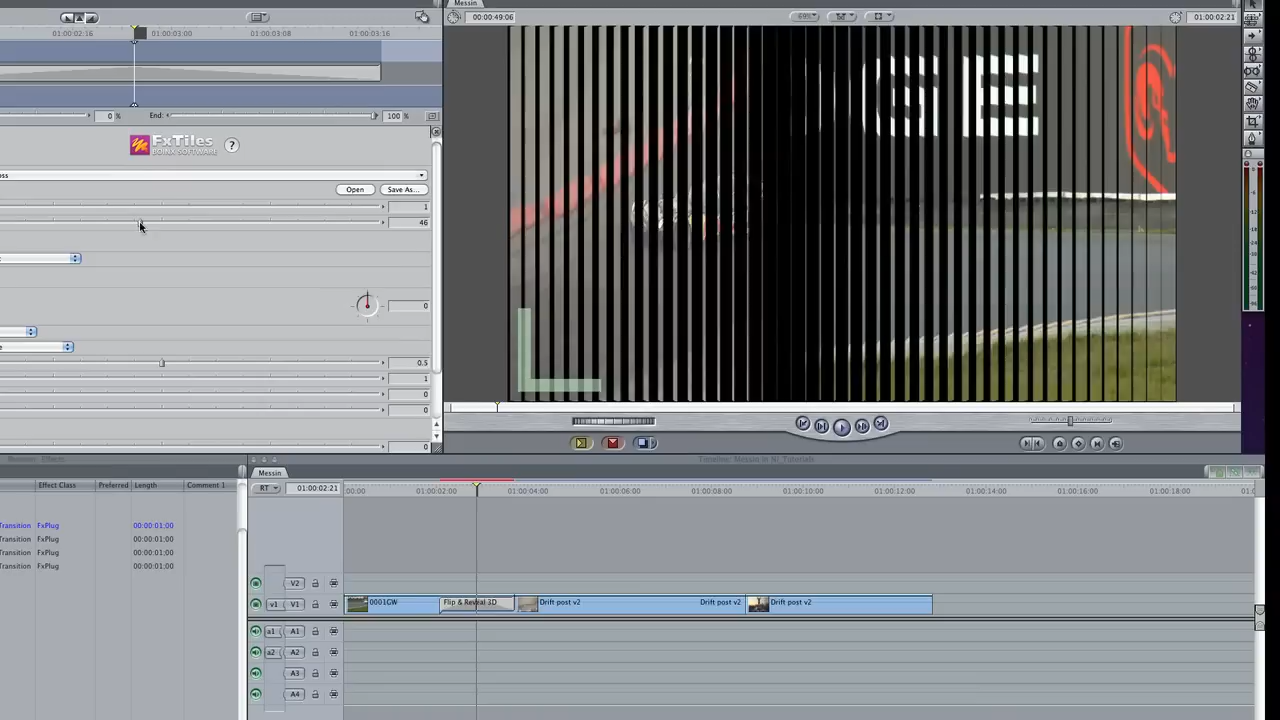 Messin
00:00:49:06
69%
01:00:02:21
01:00:02:16
01:00:03:00
01:00:03:08
01:00:03:16
0 %
End:
100 %
FxTiles
BOINX SOFTWARE
?
oss
Open
Save As...
1
46
0
0.5
1
0
0
0
GE
Timeline: Messin in NI_Tutorials
Effect Class
Preferred
Length
Comment 1
Transition FxPlug 00:00:01:00
Transition FxPlug 00:00:01:00
Transition FxPlug 00:00:01:00
Transition FxPlug 00:00:01:00
Messin
RT
01:00:02:21
00:00
01:00:02:00
01:00:04:00
01:00:06:00
01:00:08:00
01:00:10:00
01:00:12:00
01:00:14:00
01:00:16:00
01:00:18:00
V2
v1 V1
0001GW
Flip & Reveal 3D
Drift post v2
Drift post v2
Drift post v2
a1 A1
a2 A2
A3
A4